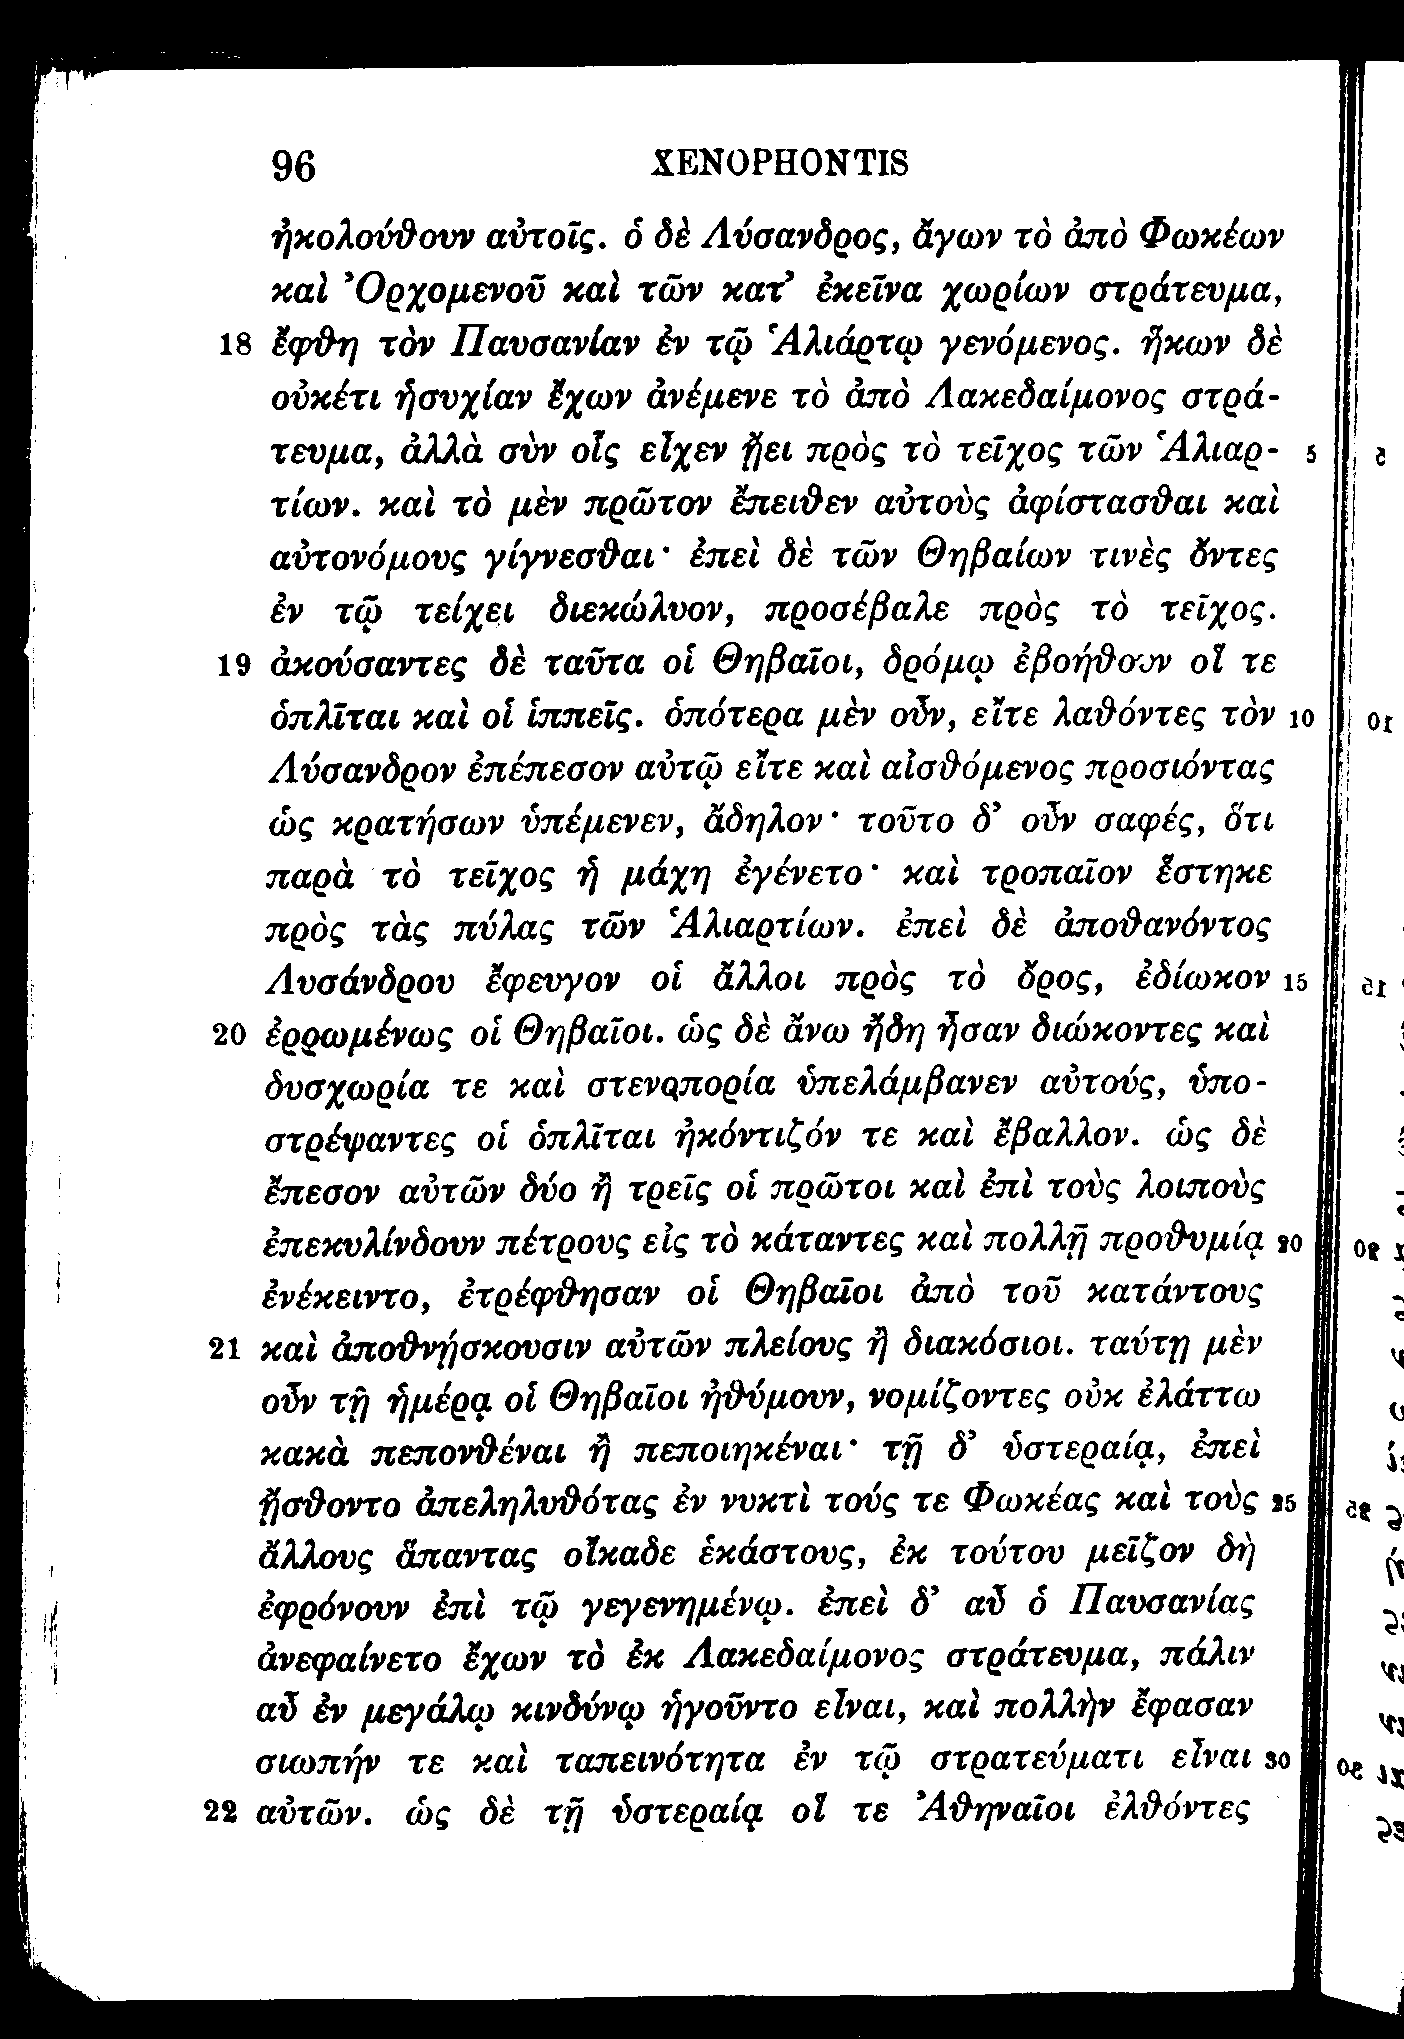 96 XENOPHONTIS
ἠκολούθουν αὐτοῖς. ὁ δὲ Λύσανδρος, ἄγων τὸ ἀπὸ Φωκέων
καὶ Ὀρχομενοῦ καὶ τῶν κατ’ ἐκεῖνα χωρίων στράτευμα,
18 ἔφθη τὸν Παυσανίαν ἐν τῷ Ἁλιάρτῳ γενόμενος. ἥκων δὲ
οὐκέτι ἡσυχίαν ἔχων ἀνέμενε τὸ ἀπὸ Λακεδαίμονος στρά-
τευμα, ἀλλὰ σὺν οἷς εἶχεν ᾔει πρὸς τὸ τεῖχος τῶν Ἁλιαρ- 5
τίων. καὶ τὸ μὲν πρῶτον ἔπειθεν αὐτοὺς ἀφίστασθαι καὶ
αὐτονόμους γίγνεσθαι· ἐπεὶ δὲ τῶν Θηβαίων τινὲς ὄντες
ἐν τῷ τείχει διεκώλυον, προσέβαλε πρὸς τὸ τεῖχος.
19 ἀκούσαντες δὲ ταῦτα οἱ Θηβαῖοι, δρόμῳ ἐβοήθουν οἵ τε
ὁπλῖται καὶ οἱ ἱππεῖς. ὁπότερα μὲν οὖν, εἴτε λαθόντες τὸν 10
Λύσανδρον ἐπέπεσον αὐτῷ εἴτε καὶ αἰσθόμενος προσιόντας
ὡς κρατήσων ὑπέμενεν, ἄδηλον· τοῦτο δ’ οὖν σαφές, ὅτι
παρὰ τὸ τεῖχος ἡ μάχη ἐγένετο· καὶ τροπαῖον ἕστηκε
πρὸς τὰς πύλας τῶν Ἁλιαρτίων. ἐπεὶ δὲ ἀποθανόντος
Λυσάνδρου ἔφευγον οἱ ἄλλοι πρὸς τὸ ὄρος, ἐδίωκον 15
20 ἐρρωμένως οἱ Θηβαῖοι. ὡς δὲ ἄνω ἤδη ἦσαν διώκοντες καὶ
δυσχωρία τε καὶ στενοπορία ὑπελάμβανεν αὐτούς, ὑπο-
στρέψαντες οἱ ὁπλῖται ἠκόντιζόν τε καὶ ἔβαλλον. ὡς δὲ
ἔπεσον αὐτῶν δύο ἢ τρεῖς οἱ πρῶτοι καὶ ἐπὶ τοὺς λοιποὺς
ἐπεκυλίνδουν πέτρους εἰς τὸ κάταντες καὶ πολλῇ προθυμίᾳ 20
ἐνέκειντο, ἐτρέφθησαν οἱ Θηβαῖοι ἀπὸ τοῦ κατάντους
21 καὶ ἀποθνῄσκουσιν αὐτῶν πλείους ἢ διακόσιοι. ταύτῃ μὲν
οὖν τῇ ἡμέρᾳ οἱ Θηβαῖοι ἠθύμουν, νομίζοντες οὐκ ἐλάττω
κακὰ πεπονθέναι ἢ πεποιηκέναι· τῇ δ’ ὑστεραίᾳ, ἐπεὶ
ᾔσθοντο ἀπεληλυθότας ἐν νυκτὶ τούς τε Φωκέας καὶ τοὺς 25
ἄλλους ἅπαντας οἴκαδε ἑκάστους, ἐκ τούτου μεῖζον δὴ
ἐφρόνουν ἐπὶ τῷ γεγενημένῳ. ἐπεὶ δ’ αὖ ὁ Παυσανίας
ἀνεφαίνετο ἔχων τὸ ἐκ Λακεδαίμονος στράτευμα, πάλιν
αὖ ἐν μεγάλῳ κινδύνῳ ἡγοῦντο εἶναι, καὶ πολλὴν ἔφασαν
σιωπήν τε καὶ ταπεινότητα ἐν τῷ στρατεύματι εἶναι 30
22 αὐτῶν. ὡς δὲ τῇ ὑστεραίᾳ οἵ τε Ἀθηναῖοι ἐλθόντες